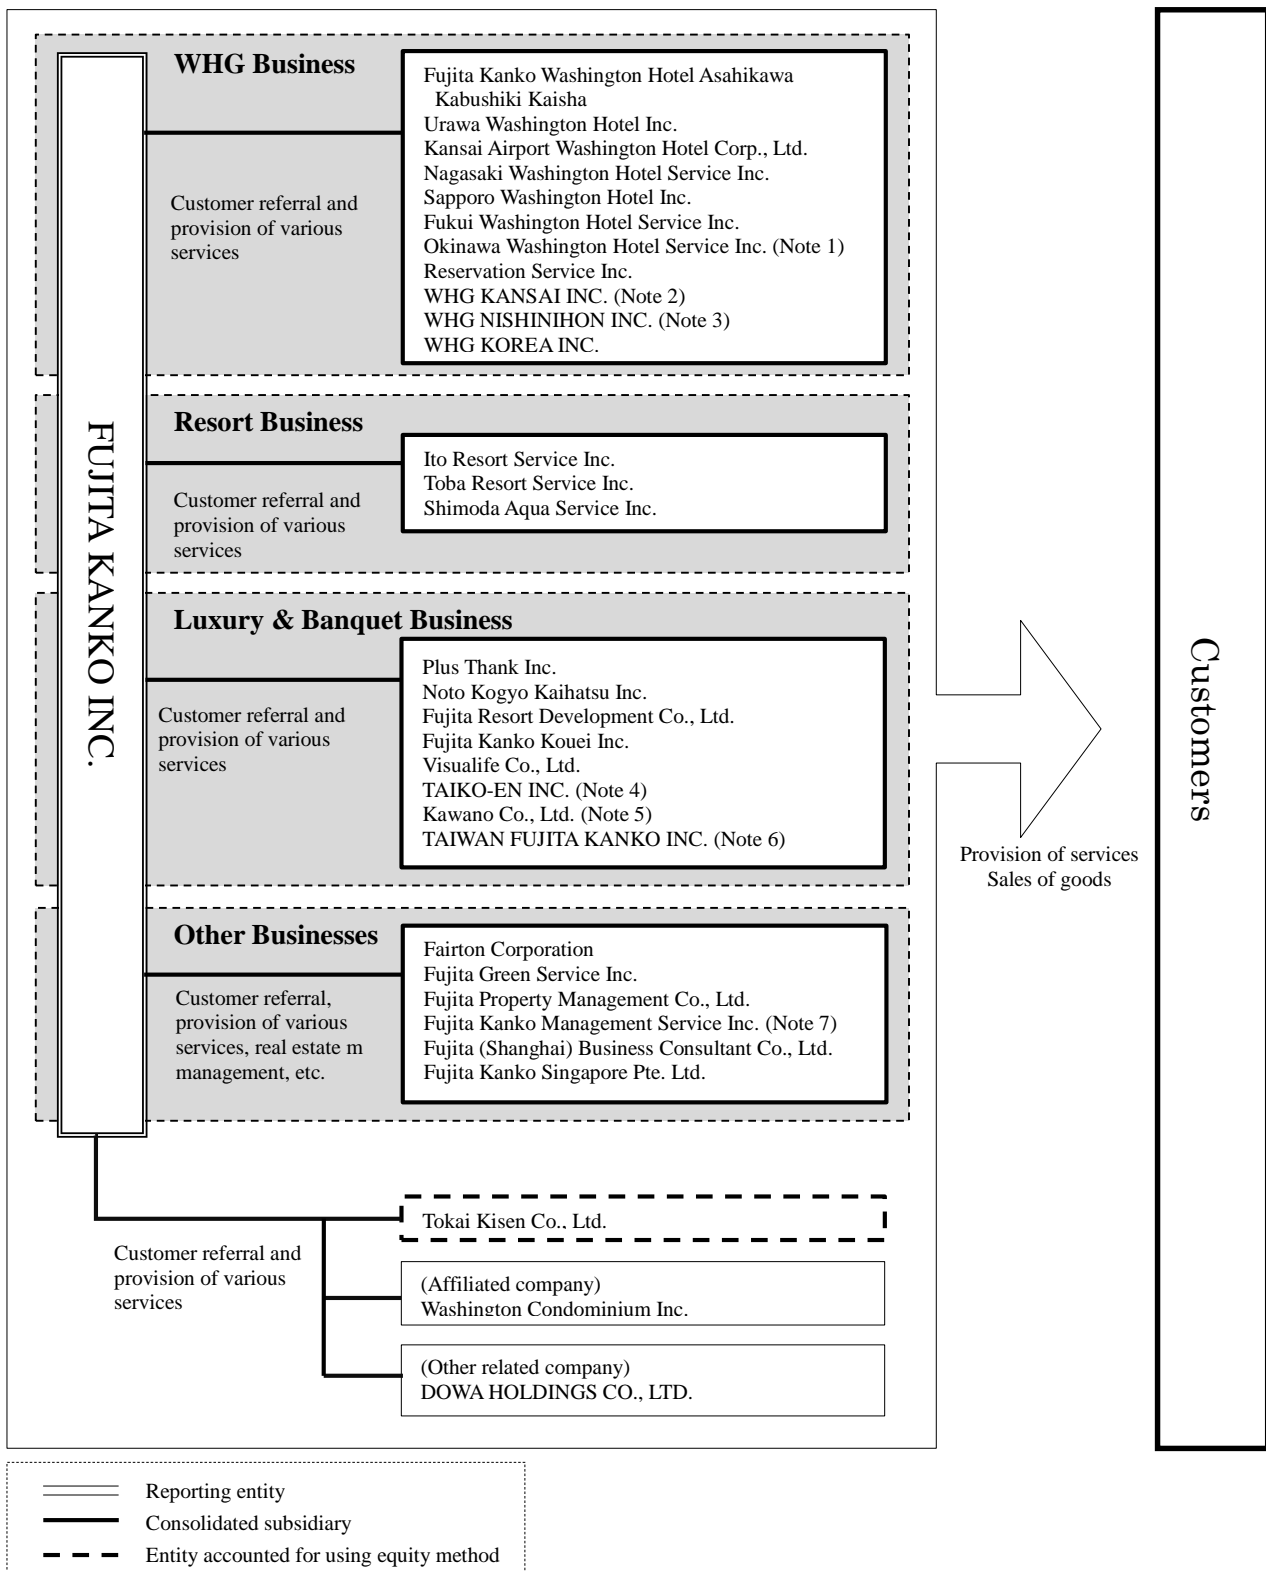 FUJITA KANKO INC.
WHG Business
Customer referral and
provision of various
services
Fujita Kanko Washington Hotel Asahikawa
Kabushiki Kaisha
Urawa Washington Hotel Inc.
Kansai Airport Washington Hotel Corp., Ltd.
Nagasaki Washington Hotel Service Inc.
Sapporo Washington Hotel Inc.
Fukui Washington Hotel Service Inc.
Okinawa Washington Hotel Service Inc. (Note 1)
Reservation Service Inc.
WHG KANSAI INC. (Note 2)
WHG NISHINIHON INC. (Note 3)
WHG KOREA INC.
Resort Business
Customer referral and
provision of various
services
Ito Resort Service Inc.
Toba Resort Service Inc.
Shimoda Aqua Service Inc.
Luxury & Banquet Business
Customer referral and
provision of various
services
Plus Thank Inc.
Noto Kogyo Kaihatsu Inc.
Fujita Resort Development Co., Ltd.
Fujita Kanko Kouei Inc.
Visualife Co., Ltd.
TAIKO-EN INC. (Note 4)
Kawano Co., Ltd. (Note 5)
TAIWAN FUJITA KANKO INC. (Note 6)
Other Businesses
Customer referral,
provision of various
services, real estate m
management, etc.
Fairton Corporation
Fujita Green Service Inc.
Fujita Property Management Co., Ltd.
Fujita Kanko Management Service Inc. (Note 7)
Fujita (Shanghai) Business Consultant Co., Ltd.
Fujita Kanko Singapore Pte. Ltd.
Customer referral and
provision of various
services
Tokai Kisen Co., Ltd.
(Affiliated company)
Washington Condominium Inc.
(Other related company)
DOWA HOLDINGS CO., LTD.
Provision of services
Sales of goods
Customers
Reporting entity
Consolidated subsidiary
Entity accounted for using equity method